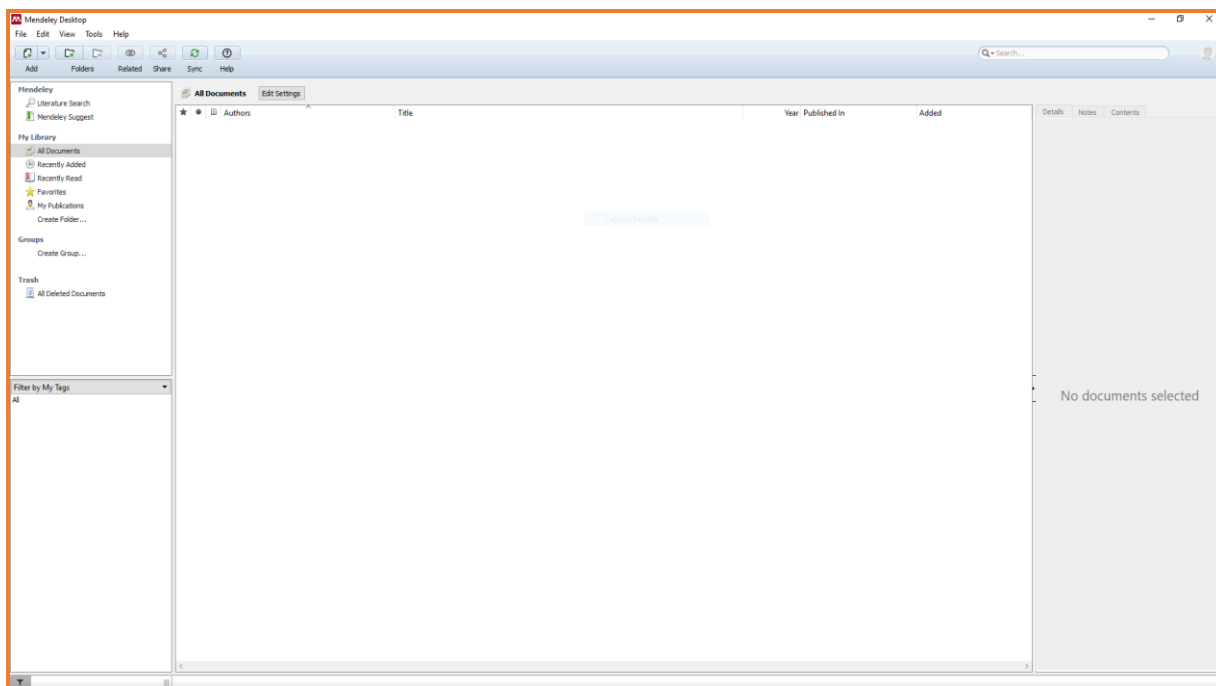 Mendeley Desktop
File Edit View Tools Help
Search...
Add Folders Related Share Sync Help
Mendeley
Literature Search
Mendeley Suggest
My Library
All Documents
Recently Added
Recently Read
Favorites
My Publications
Create Folder...
Groups
Create Group...
Trash
All Deleted Documents
Filter by My Tags
All
All Documents Edit Settings
Authors Title Year Published In Added
Details Notes Contents
No documents selected